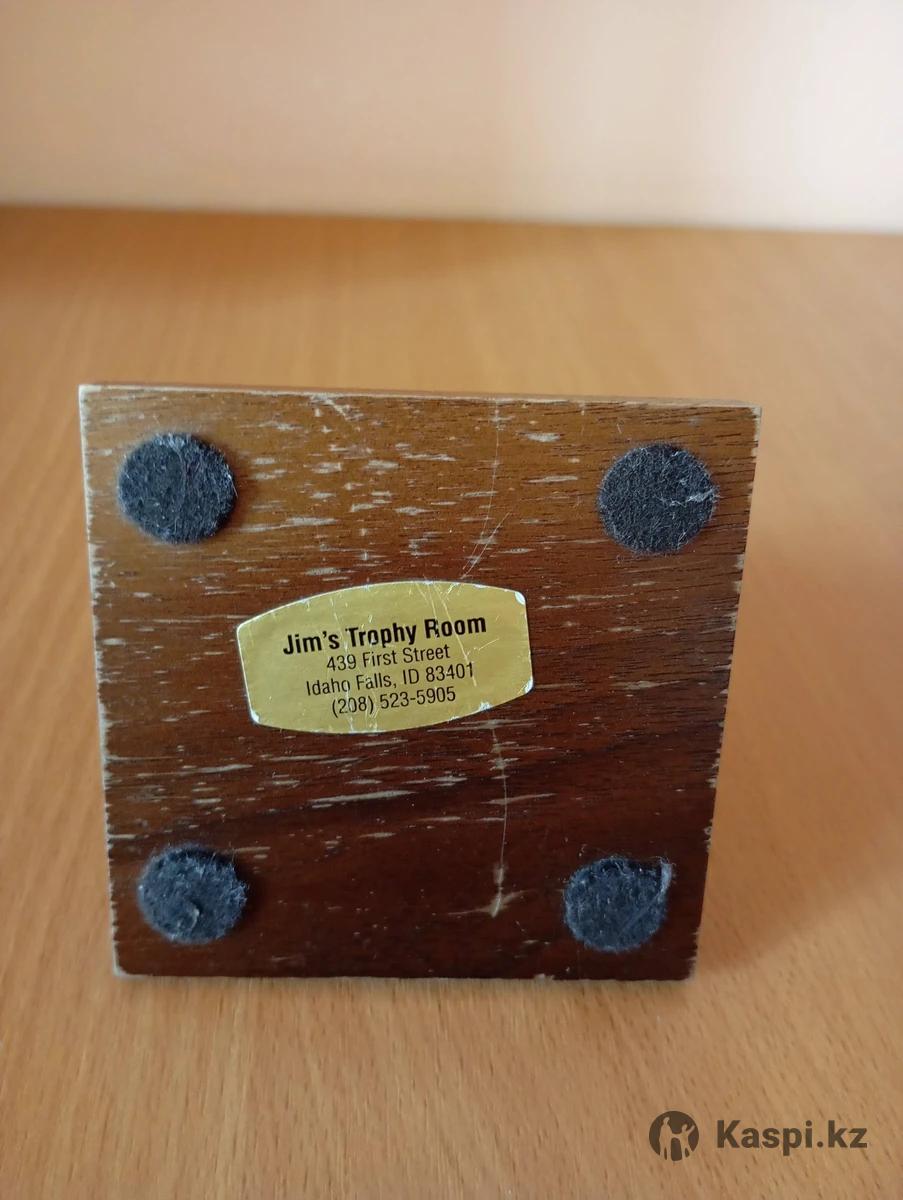 Jim's Trophy Room
439 First Street
Idaho Falls, ID 83401
(208) 523-5905
Kaspi.kz